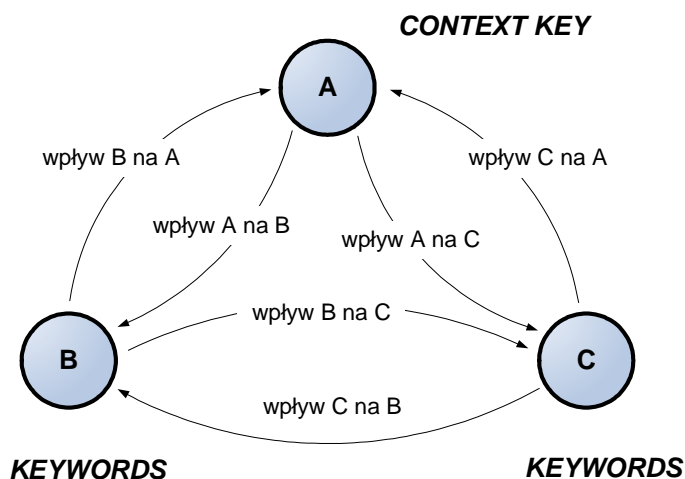 CONTEXT KEY
A
wpływ B na A
wpływ C na A
wpływ A na B
wpływ A na C
wpływ B na C
B
C
wpływ C na B
KEYWORDS
KEYWORDS